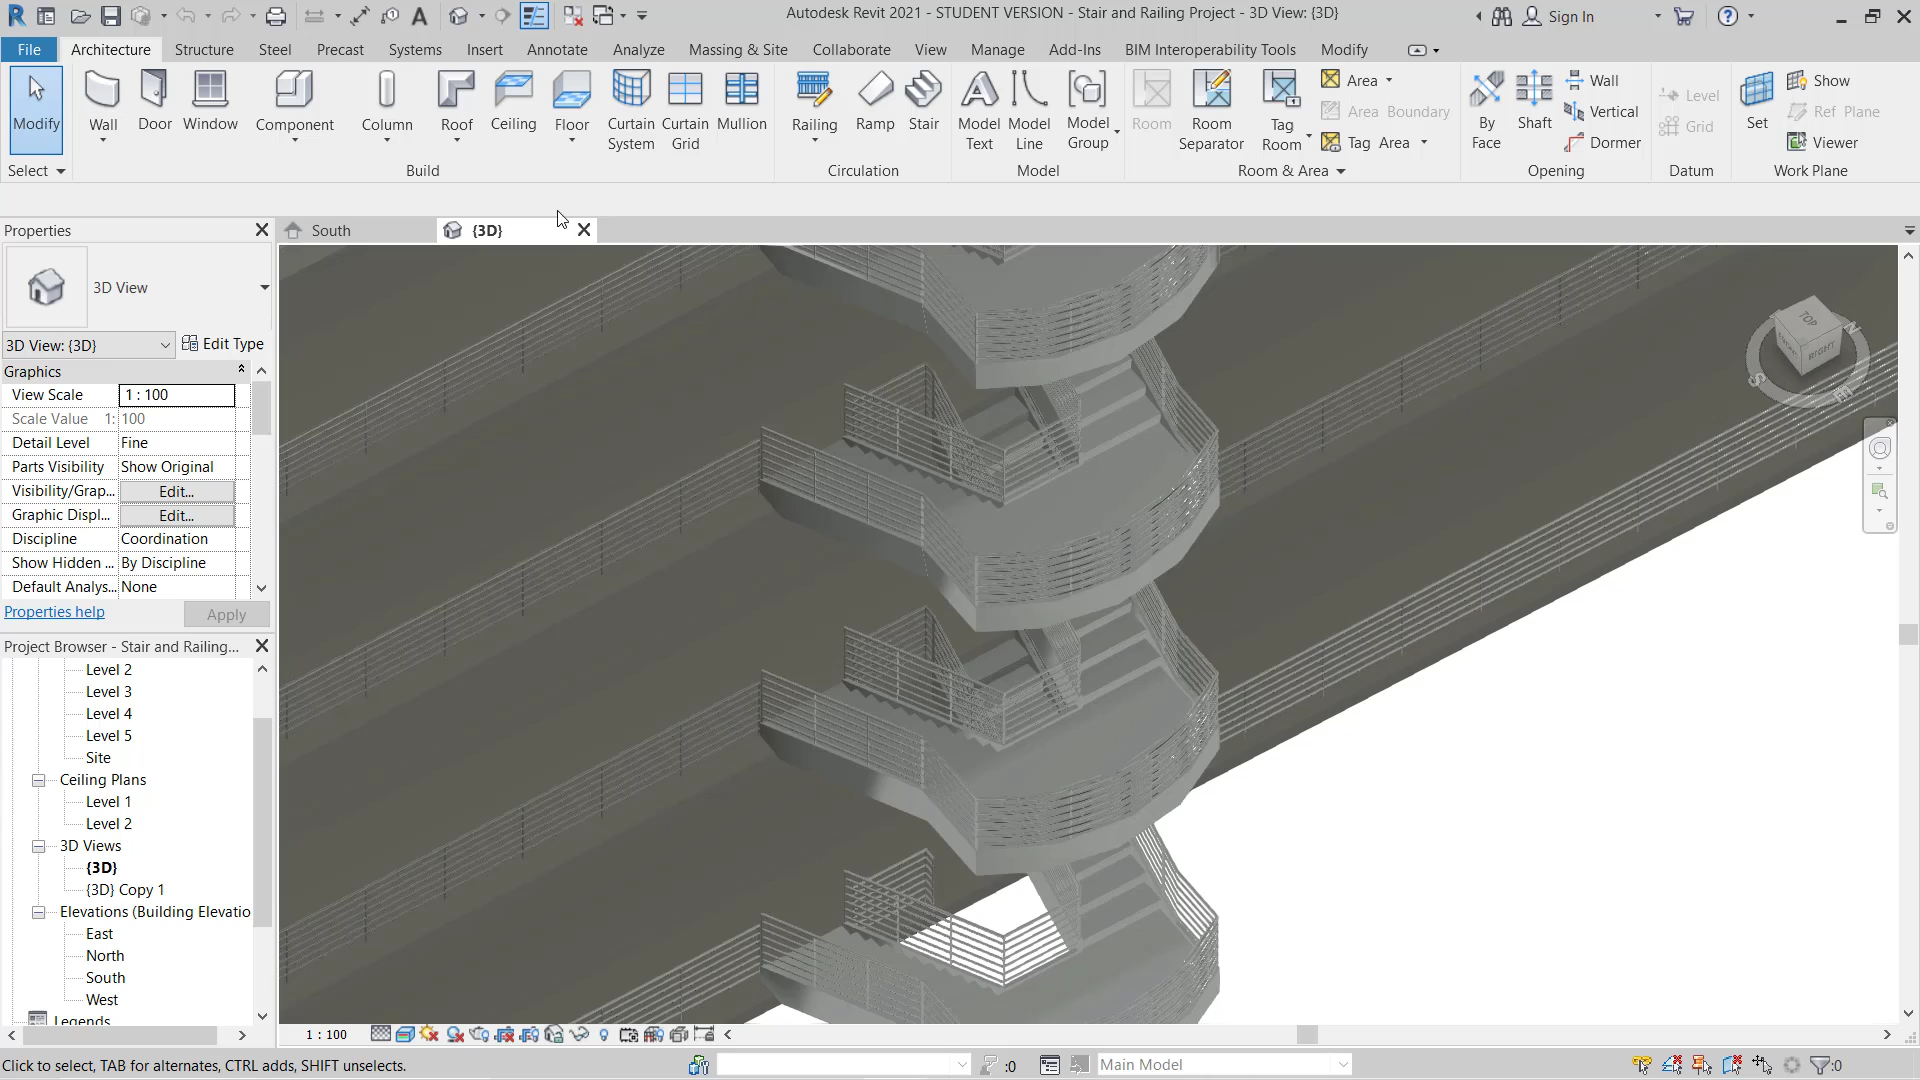 Autodesk Revit 2021 - STUDENT VERSION - Stair and Railing Project - 3D View: {3D}
Sign In
File Architecture Structure Steel Precast Systems Insert Annotate Analyze Massing & Site Collaborate View Manage Add-Ins BIM Interoperability Tools Modify
Modify
Wall
Door
Window
Component
Column
Roof
Ceiling
Floor
Curtain System
Curtain Grid
Mullion
Railing
Ramp
Stair
Model Text
Model Line
Model Group
Room
Room Separator
Tag Room
Area
Area Boundary
Tag Area
By Face
Shaft
Wall
Vertical
Dormer
Level
Grid
Set
Show
Ref Plane
Viewer
Select Build Circulation Model Room & Area Opening Datum Work Plane
Properties
South
{3D}
3D View
3D View: {3D}
Edit Type
Graphics
View Scale 1 : 100
Scale Value 1: 100
Detail Level Fine
Parts Visibility Show Original
Visibility/Grap... Edit...
Graphic Displ... Edit...
Discipline Coordination
Show Hidden ... By Discipline
Default Analys... None
Properties help
Apply
Project Browser - Stair and Railing...
Level 2
Level 3
Level 4
Level 5
Site
Ceiling Plans
Level 1
Level 2
3D Views
{3D}
{3D} Copy 1
Elevations (Building Elevatio
East
North
South
West
Legends
TOP
RIGHT
N
S
E
1 : 100
Click to select, TAB for alternates, CTRL adds, SHIFT unselects.
:0
Main Model
:0